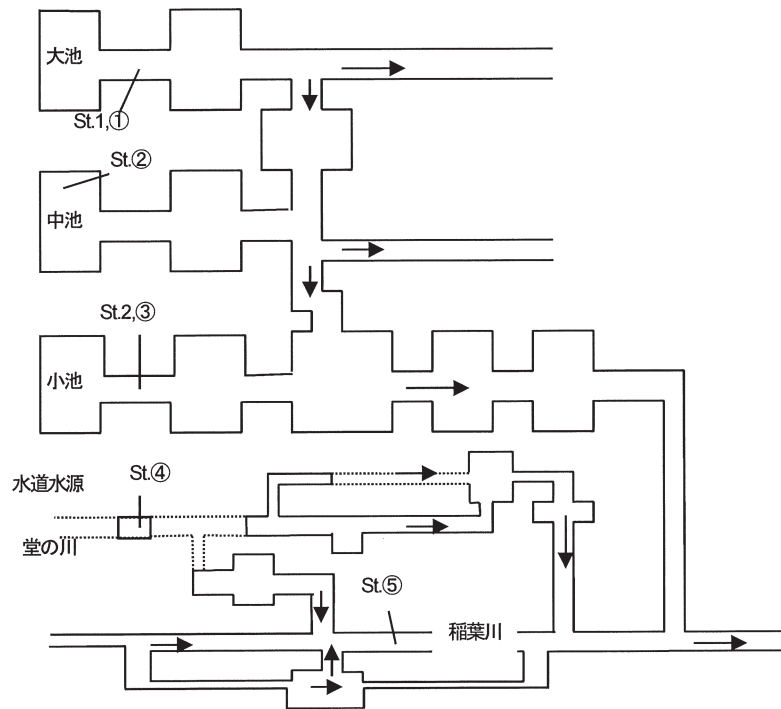 大池
St.1,①
St.②
中池
St.2,③
小池
St.④
水道水源
堂の川
St.⑤
稲葉川